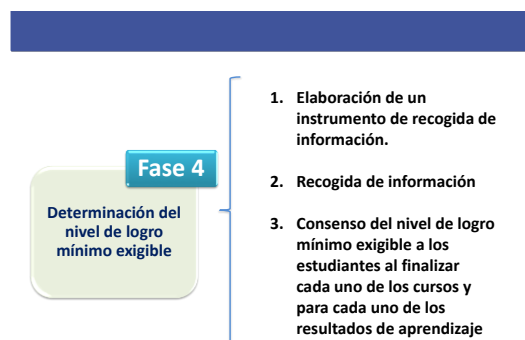 Fase 4
Determinación del
nivel de logro
mínimo exigible
1. Elaboración de un
instrumento de recogida de
información.
2. Recogida de información
3. Consenso del nivel de logro
mínimo exigible a los
estudiantes al finalizar
cada uno de los cursos y
para cada uno de los
resultados de aprendizaje